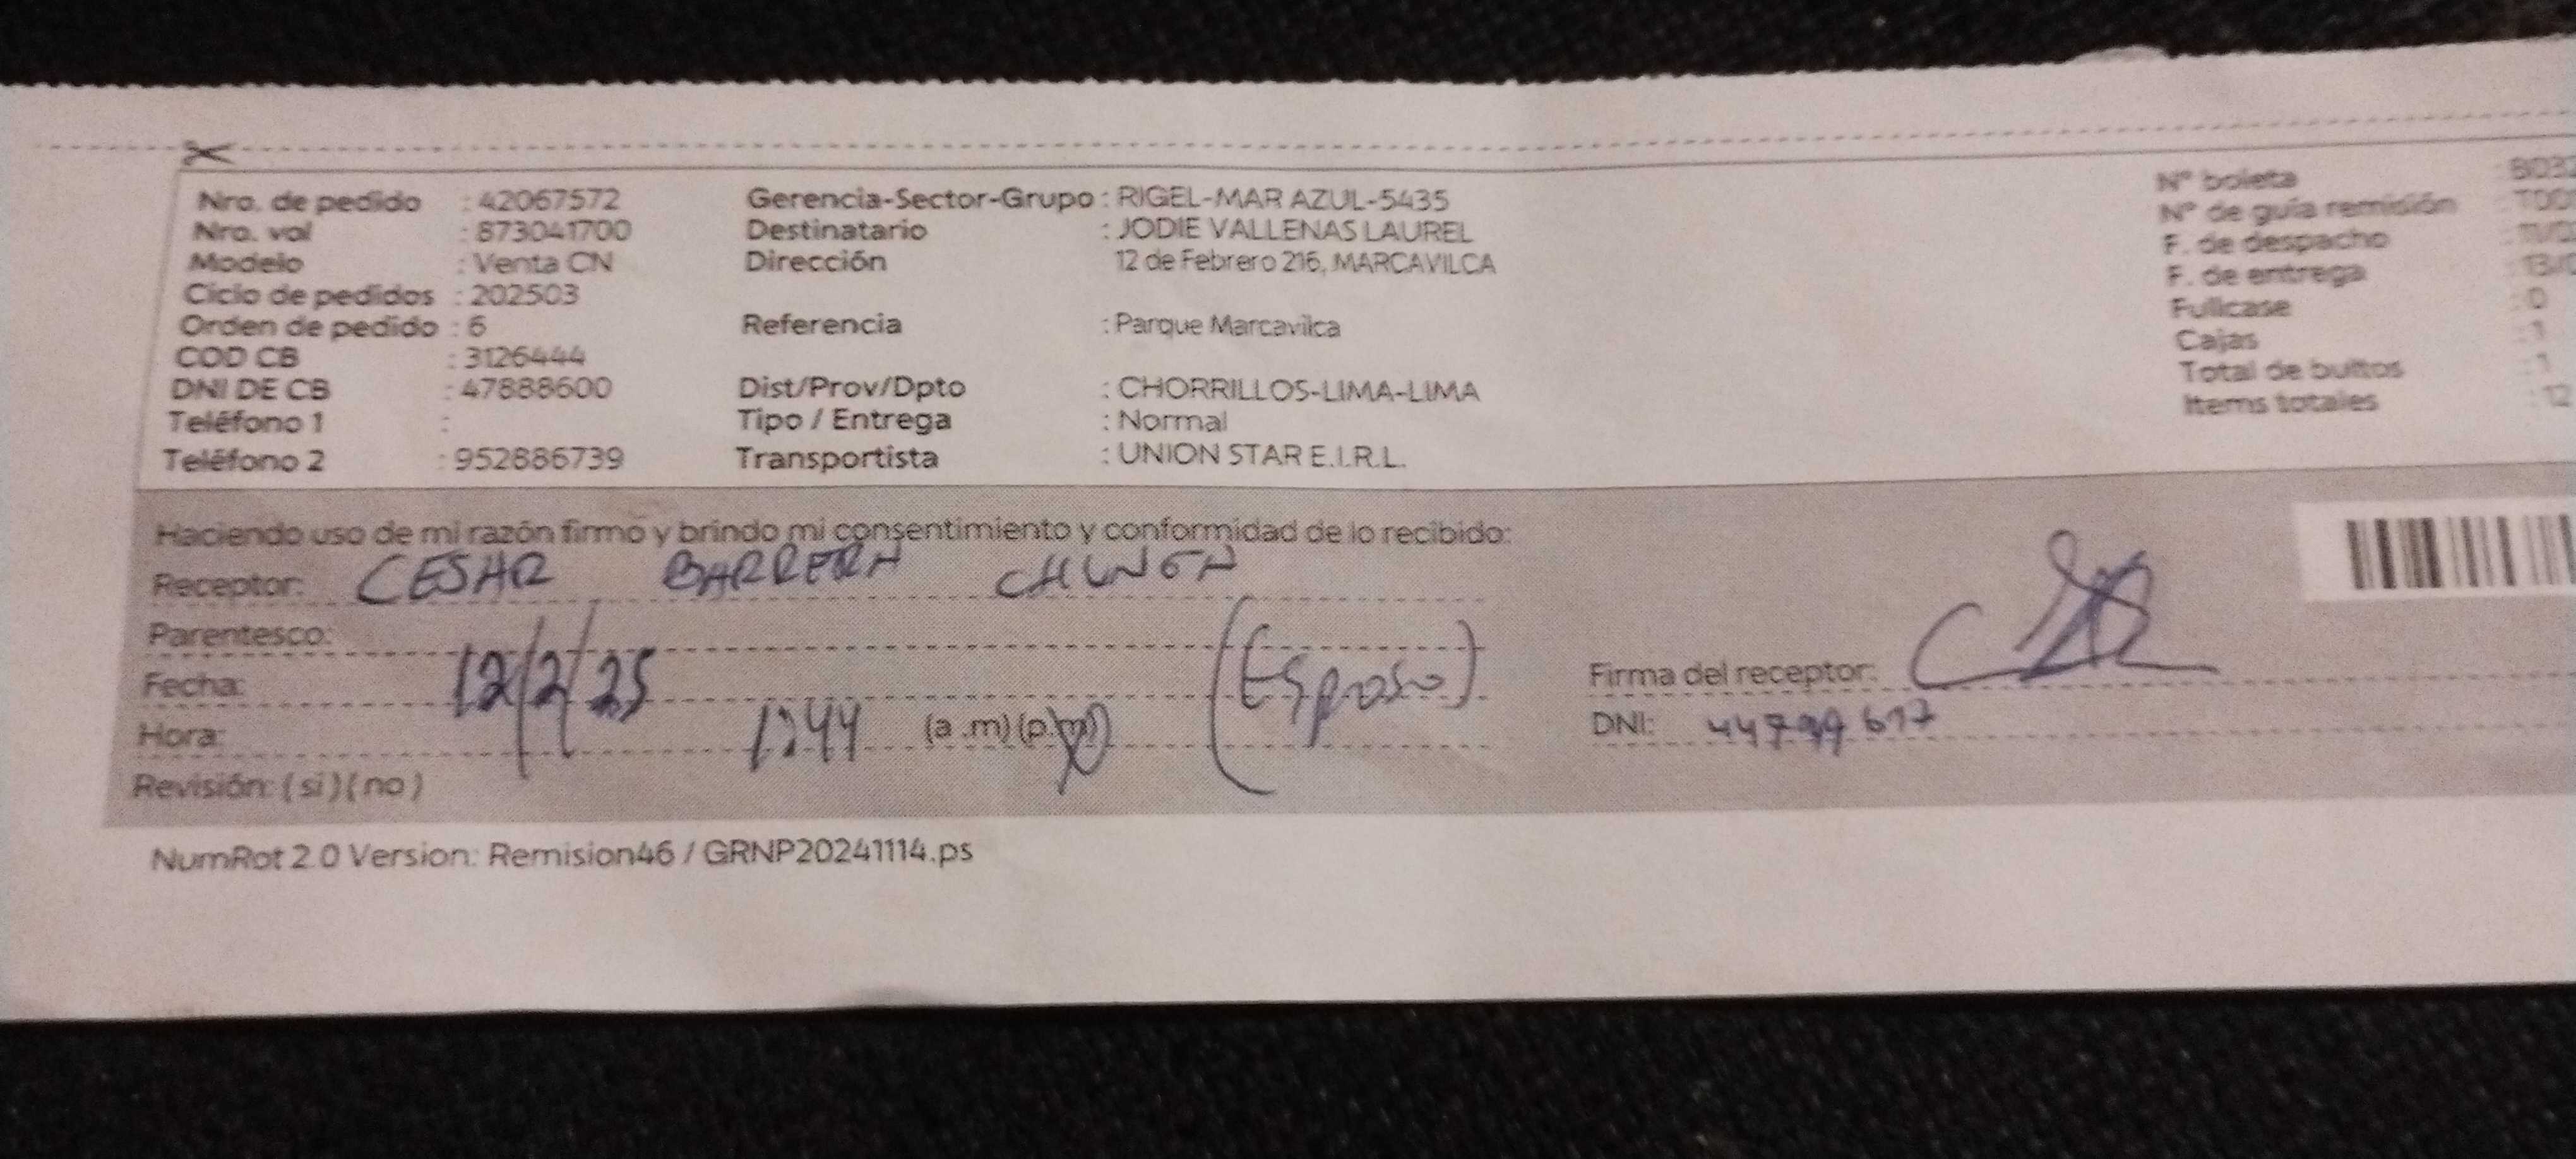 Nro. de pedido : 42067572
Nro. val : 873041700
Modelo : Venta CN
Ciclo de pedidos : 202503
Orden de pedido : 6
COD CB : 3126444
DNI DE CB : 47888600
Teléfono 1 :
Teléfono 2 : 952886739
Gerencia-Sector-Grupo : RIGEL-MAR AZUL-5435
Destinatario : JODIE VALLENAS LAUREL
Dirección 12 de Febrero 216, MARCAVILCA
Referencia : Parque Marcavilca
Dist/Prov/Dpto : CHORRILLOS-LIMA-LIMA
Tipo / Entrega : Normal
Transportista : UNION STAR E.I.R.L.
N° boleta
N° de guía remisión
F. de despacho
F. de entrega
Fullcase : 0
Cajas : 1
Total de bultos : 1
Items totales : 12
Haciendo uso de mi razón firmo y brindo mi consentimiento y conformidad de lo recibido:
Receptor: CESAR BARRERA CHUNGA
Parentesco: (Esposo)
Fecha: 12/2/25
Hora: 1:44 (a .m) (p.m)
Revisión: ( si ) ( no )
Firma del receptor:
DNI:
NumRot 2.0 Version: Remision46 / GRNP20241114.ps